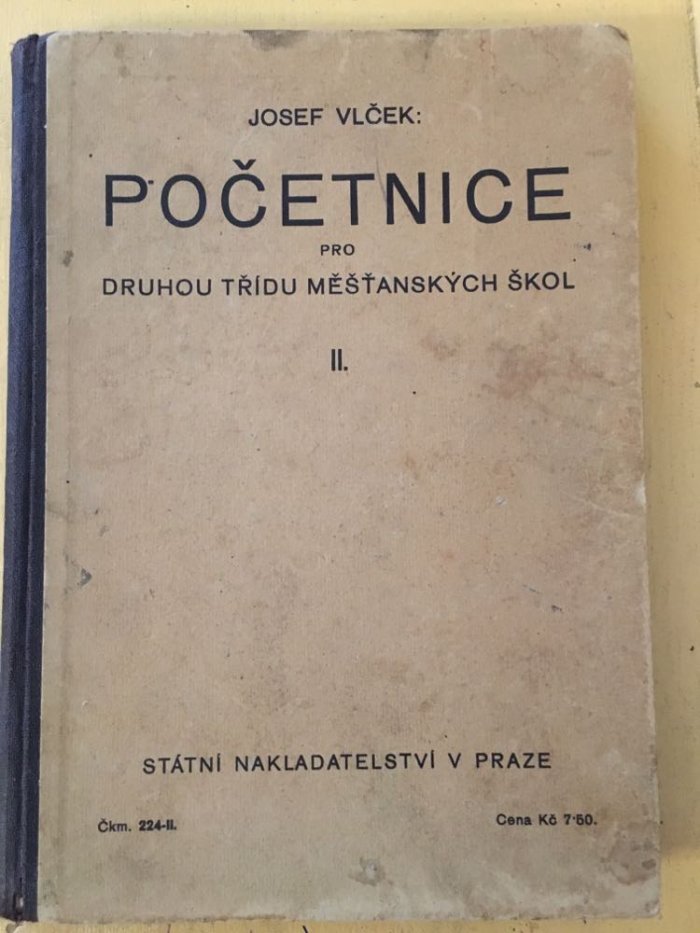 JOSEF VLČEK:
POČETNICE
PRO
DRUHOU TŘÍDU MĚŠŤANSKÝCH ŠKOL
II.
STÁTNÍ NAKLADATELSTVÍ V PRAZE
Čkm. 224-II.
Cena Kč 7·50.